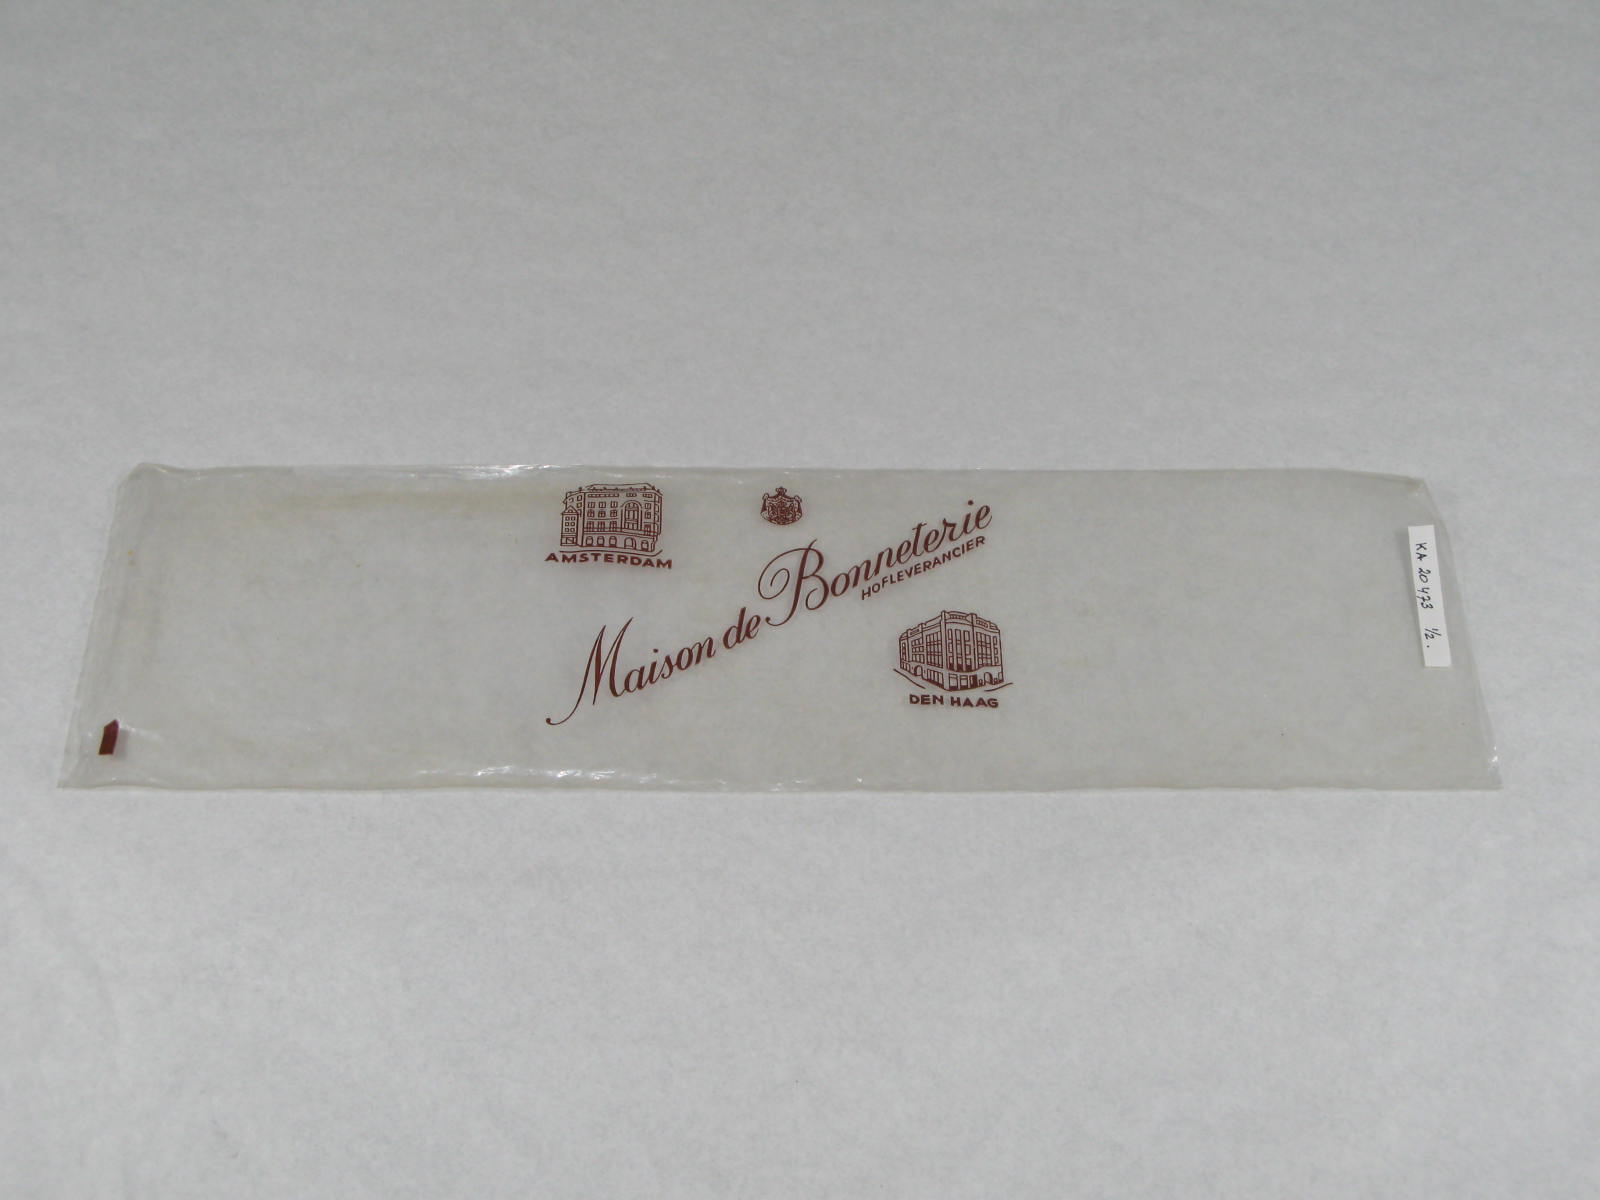 AMSTERDAM
Maison de Bonneterie
HOFLEVERANCIER
DEN HAAG
KA 20473 1/2.